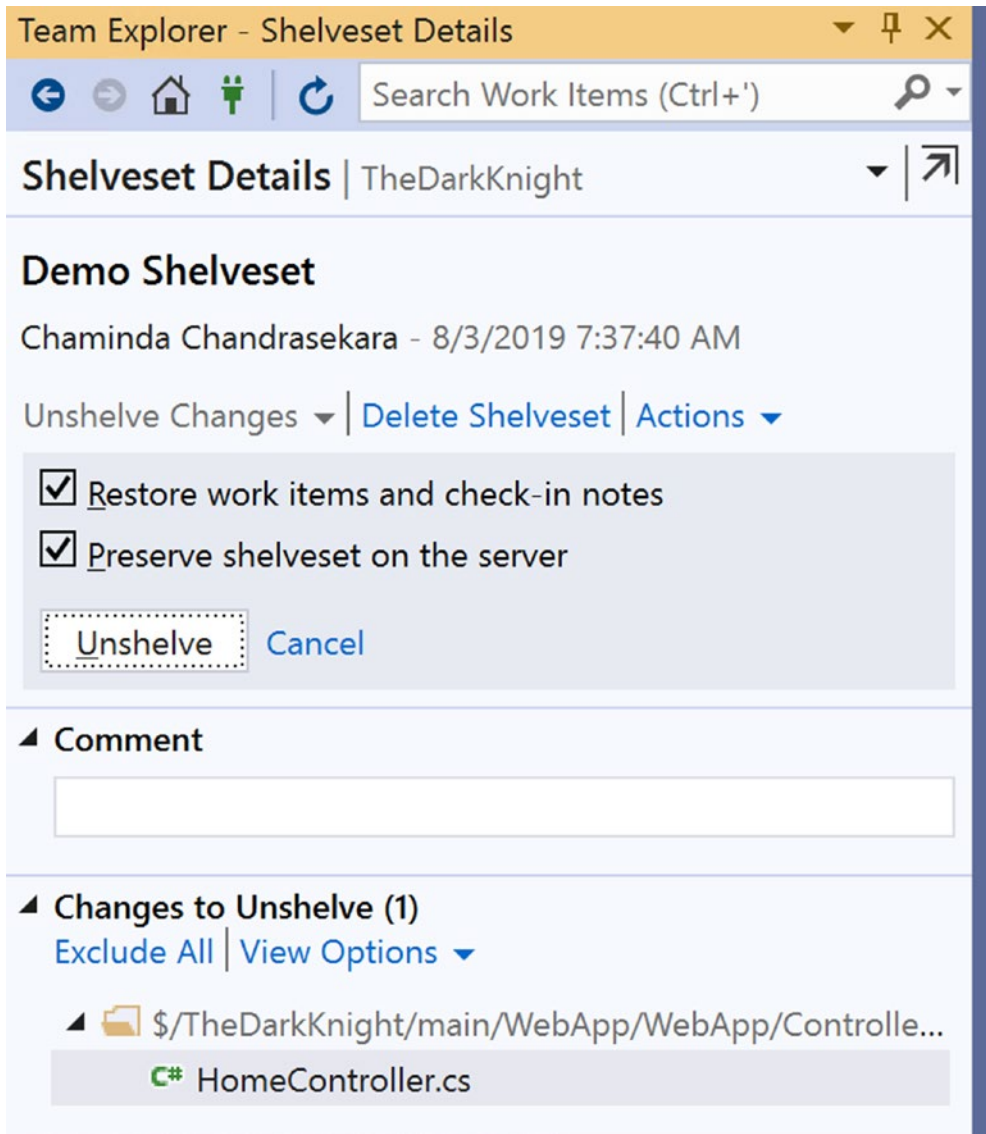 Team Explorer - Shelveset Details
Search Work Items (Ctrl+')
Shelveset Details | TheDarkKnight
Demo Shelveset
Chaminda Chandrasekara - 8/3/2019 7:37:40 AM
Unshelve Changes | Delete Shelveset | Actions
Restore work items and check-in notes
Preserve shelveset on the server
Unshelve Cancel
Comment
Changes to Unshelve (1)
Exclude All | View Options
$/TheDarkKnight/main/WebApp/WebApp/Controlle...
C# HomeController.cs